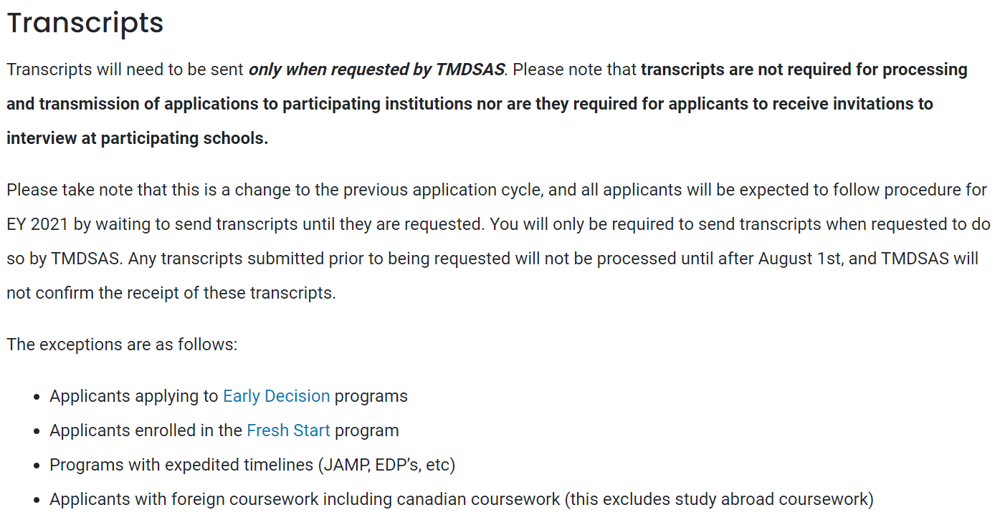 Transcripts
Transcripts will need to be sent only when requested by TMDSAS. Please note that transcripts are not required for processing
and transmission of applications to participating institutions nor are they required for applicants to receive invitations to
interview at participating schools.
Please take note that this is a change to the previous application cycle, and all applicants will be expected to follow procedure for
EY 2021 by waiting to send transcripts until they are requested. You will only be required to send transcripts when requested to do
so by TMDSAS. Any transcripts submitted prior to being requested will not be processed until after August 1st, and TMDSAS will
not confirm the receipt of these transcripts.
The exceptions are as follows:
• Applicants applying to Early Decision programs
• Applicants enrolled in the Fresh Start program
• Programs with expedited timelines (JAMP, EDP’s, etc)
• Applicants with foreign coursework including canadian coursework (this excludes study abroad coursework)